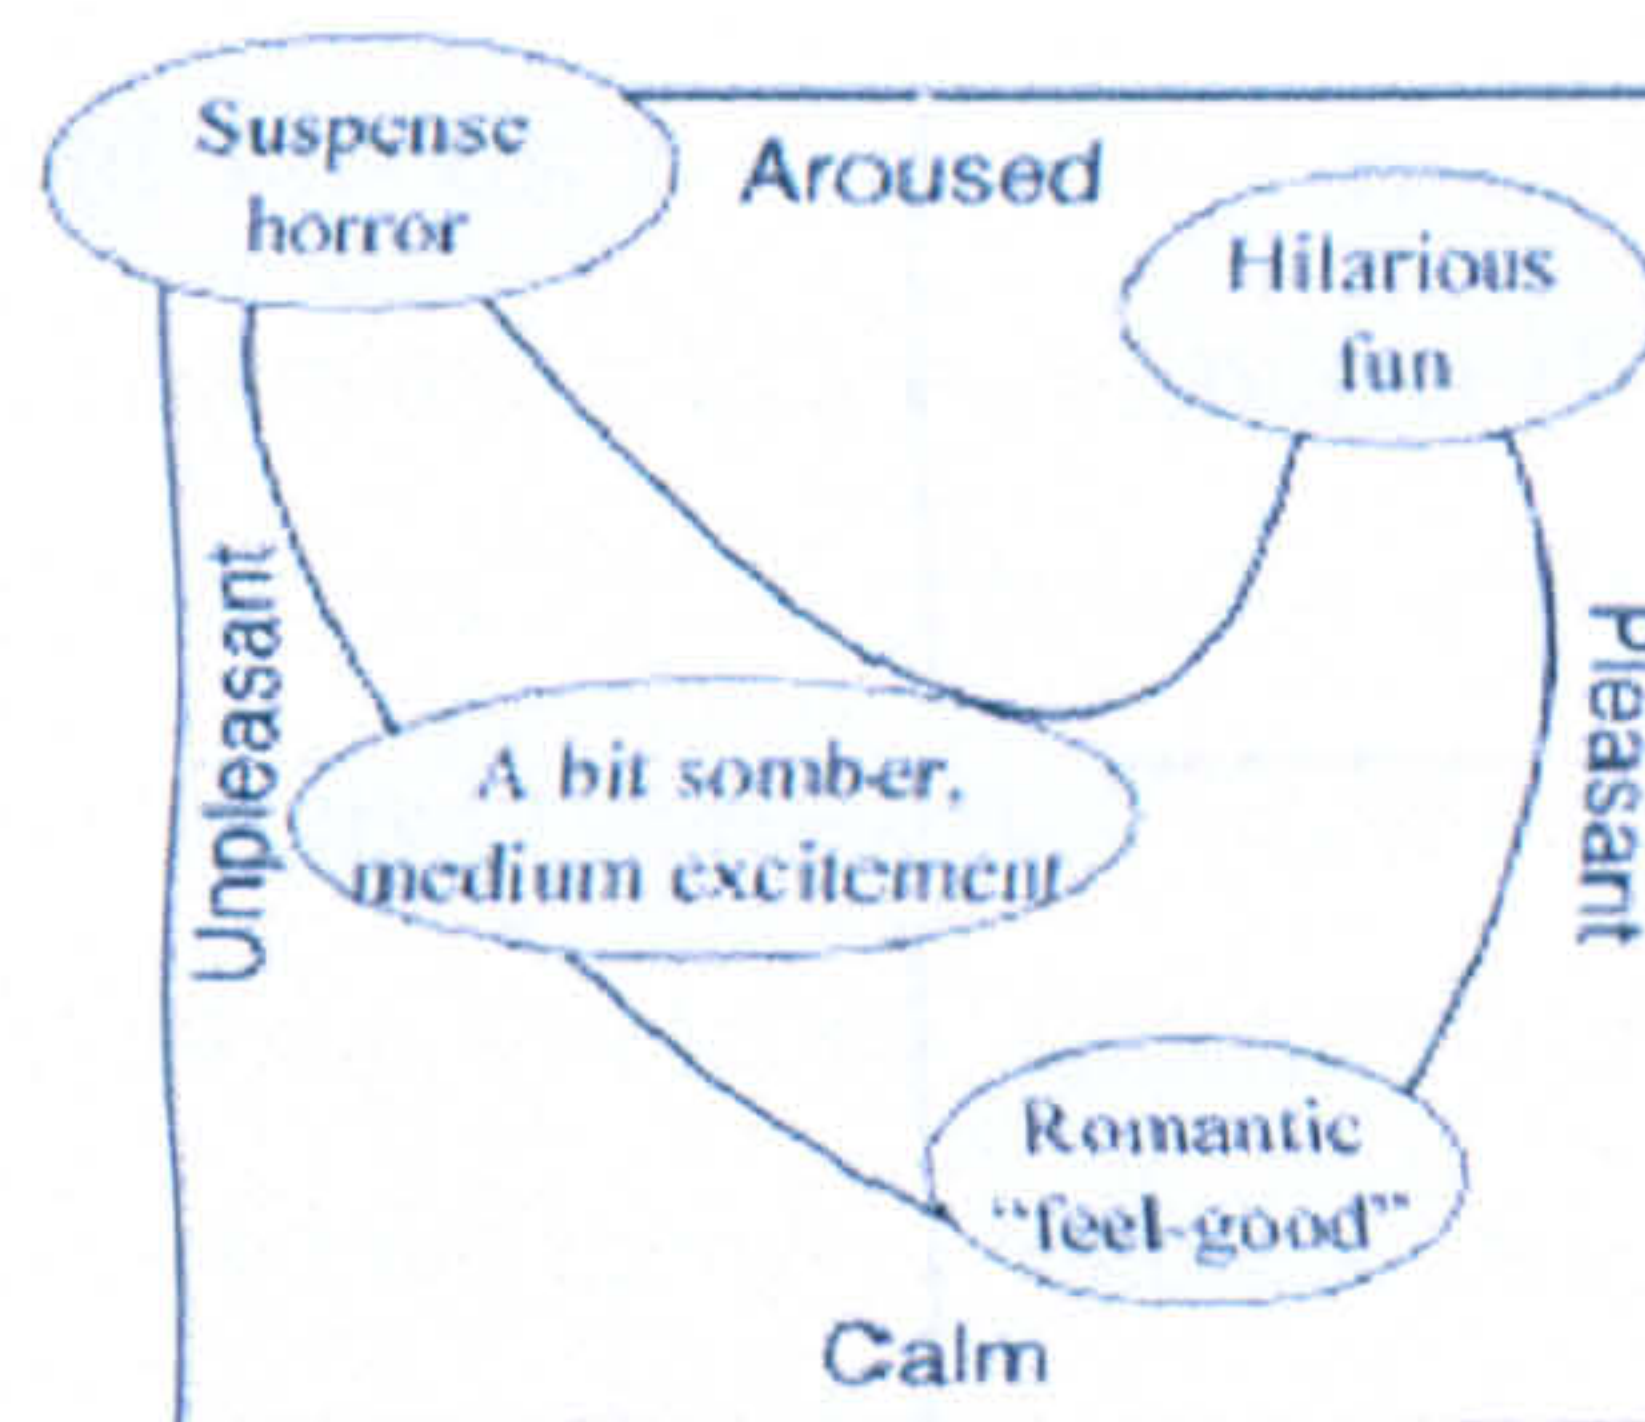 Suspense
horror
Aroused
Hilarious
fun
Unpleasant
Pleasant
A bit somber,
medium excitement
Romantic
“feel-good”
Calm